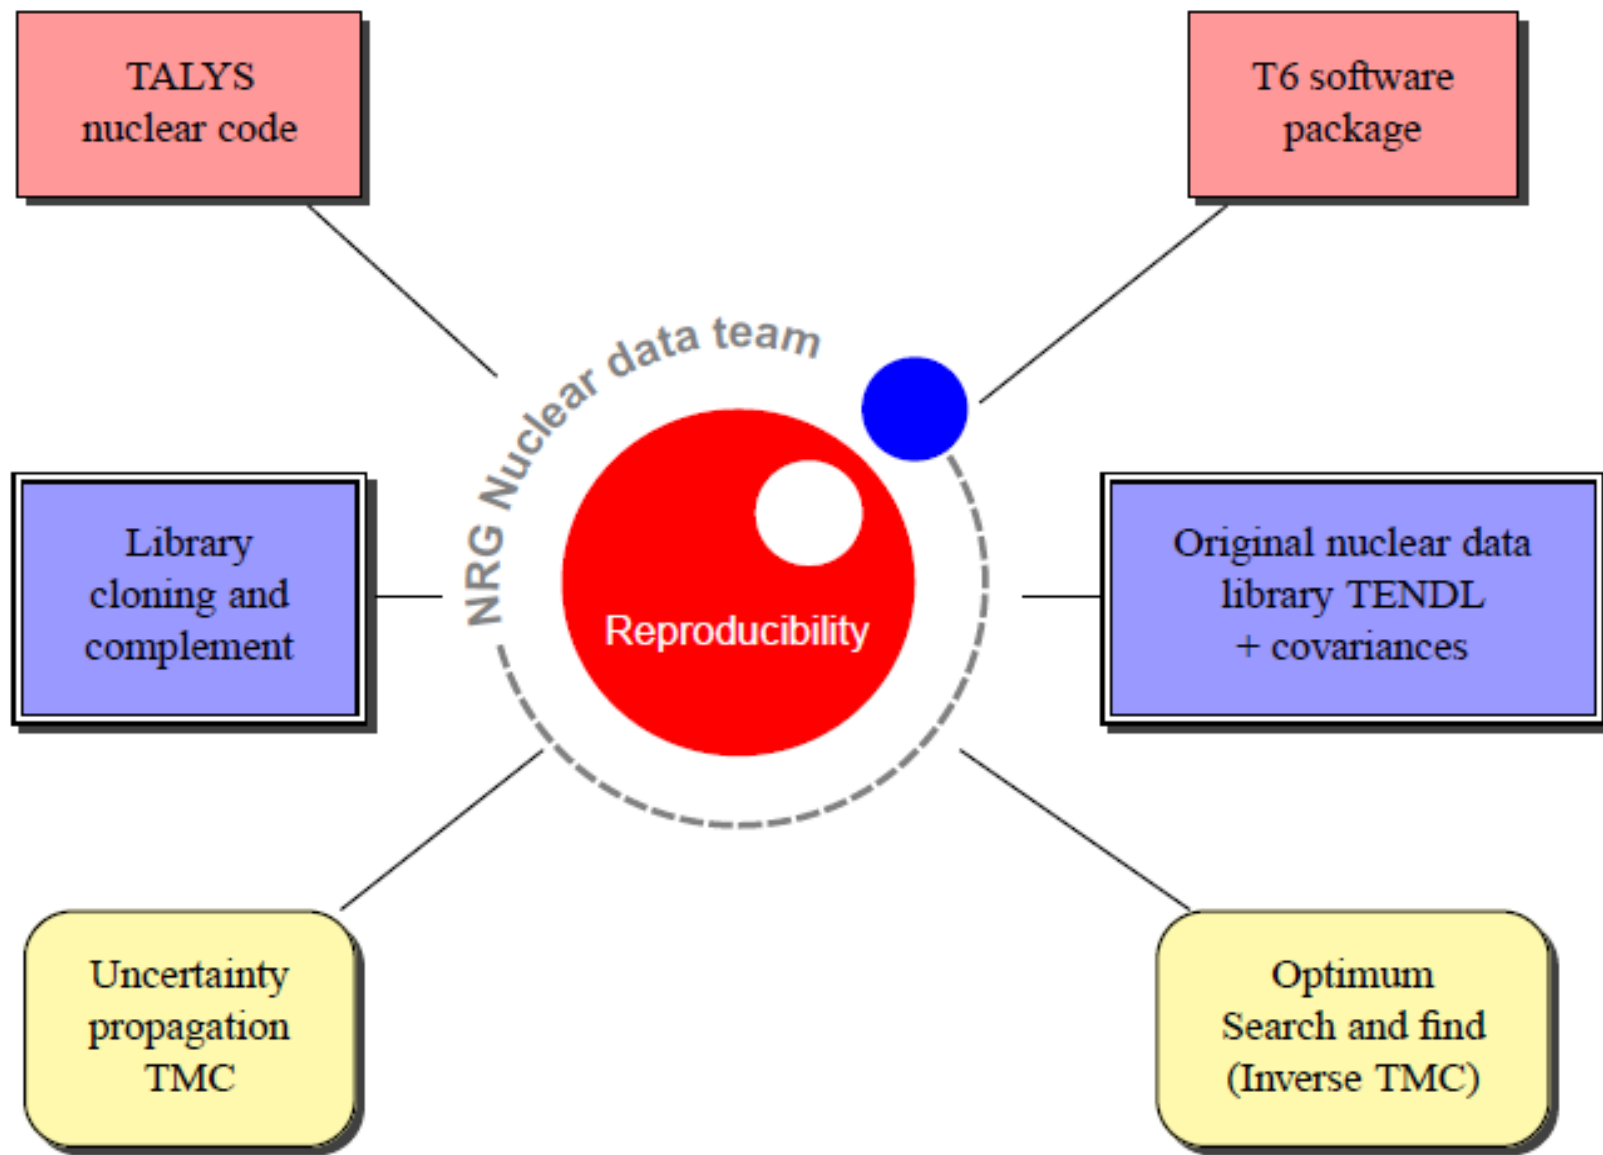 TALYS
nuclear code
T6 software
package
NRG Nuclear data team
Library
cloning and
complement
Reproducibility
Original nuclear data
library TENDL
+ covariances
Uncertainty
propagation
TMC
Optimum
Search and find
(Inverse TMC)